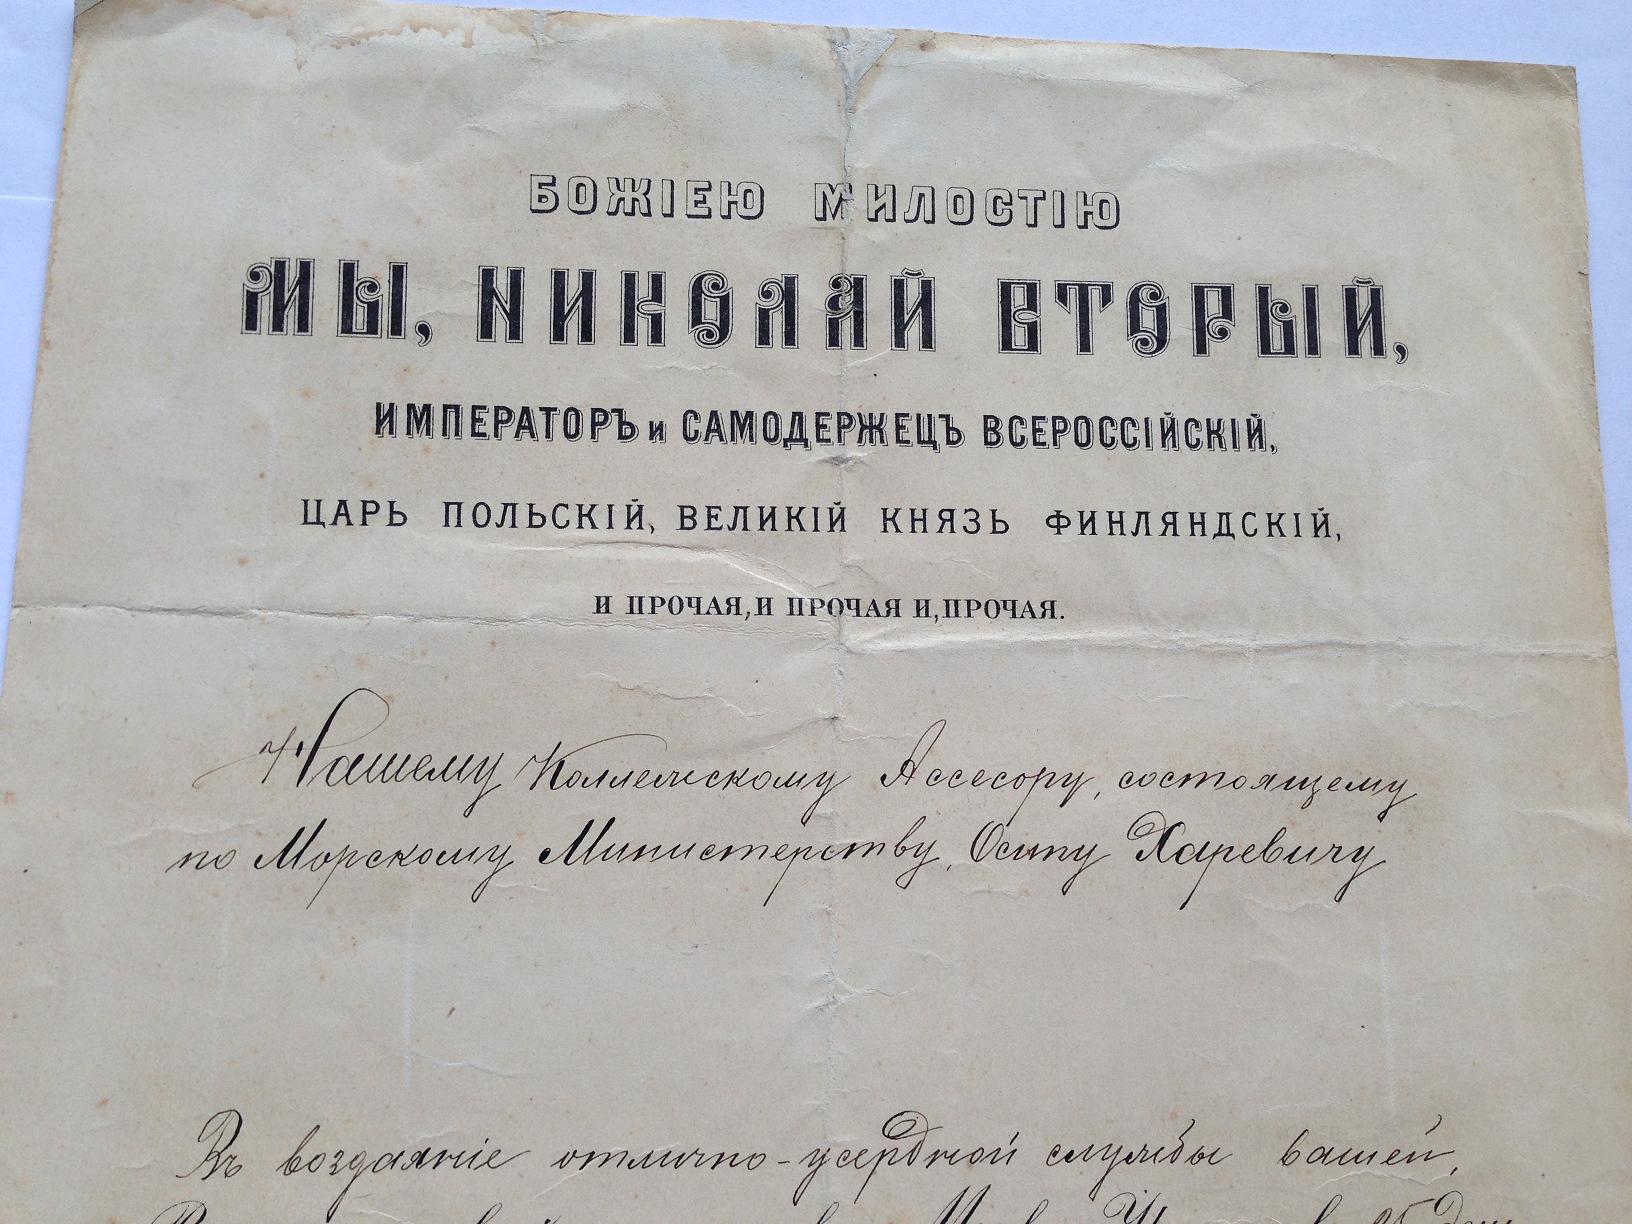 БОЖІЕЮ МИЛОСТІЮ
МЫ, НИКОЛАЙ ВТОРЫЙ,
ИМПЕРАТОРЪ и САМОДЕРЖЕЦЪ ВСЕРОССІЙСКІЙ,
ЦАРЬ ПОЛЬСКІЙ, ВЕЛИКІЙ КНЯЗЬ ФИНЛЯНДСКІЙ,
И ПРОЧАЯ, И ПРОЧАЯ И, ПРОЧАЯ.
Нашему Коллежскому Ассесору, состоящему
по Морскому Министерству, Осипу Харевичу
Въ воздаяніе отлично-усердной службы вашей,